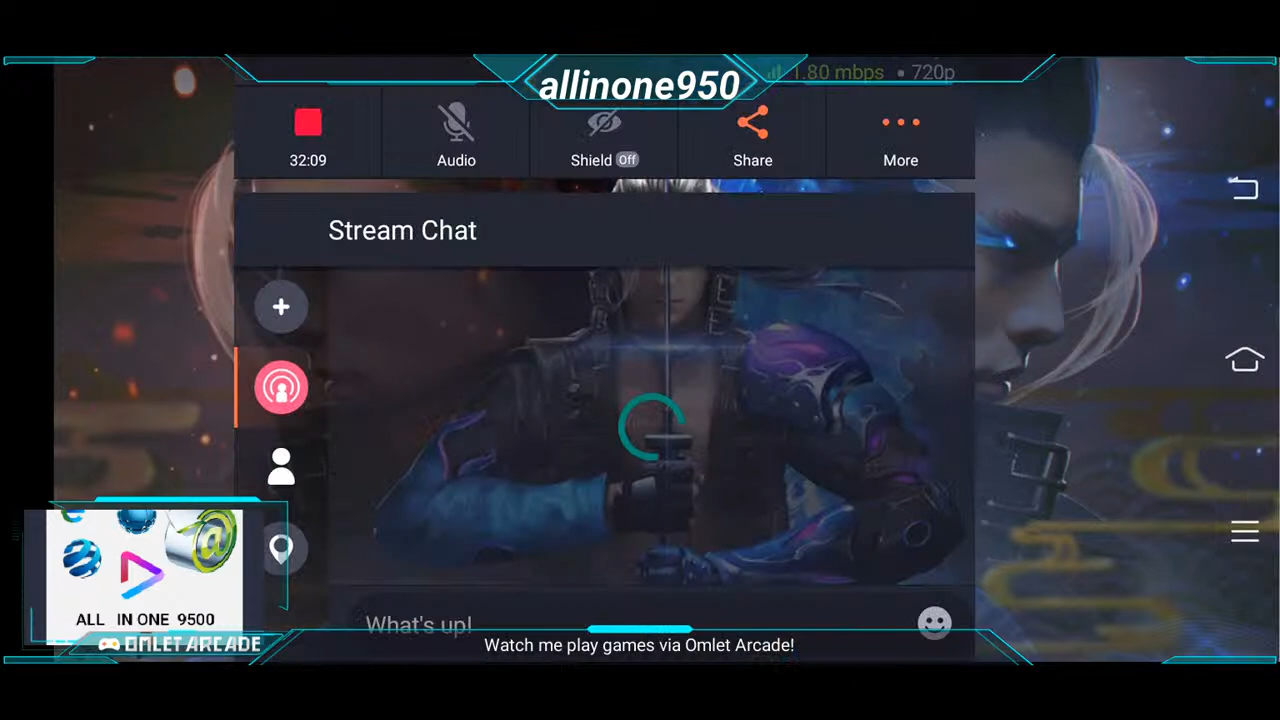 allinone950
1.80 mbps • 720p
32:09
Audio
Shield Off
Share
More
Stream Chat
What's up!
ALL IN ONE 9500
OMLET ARCADE
Watch me play games via Omlet Arcade!